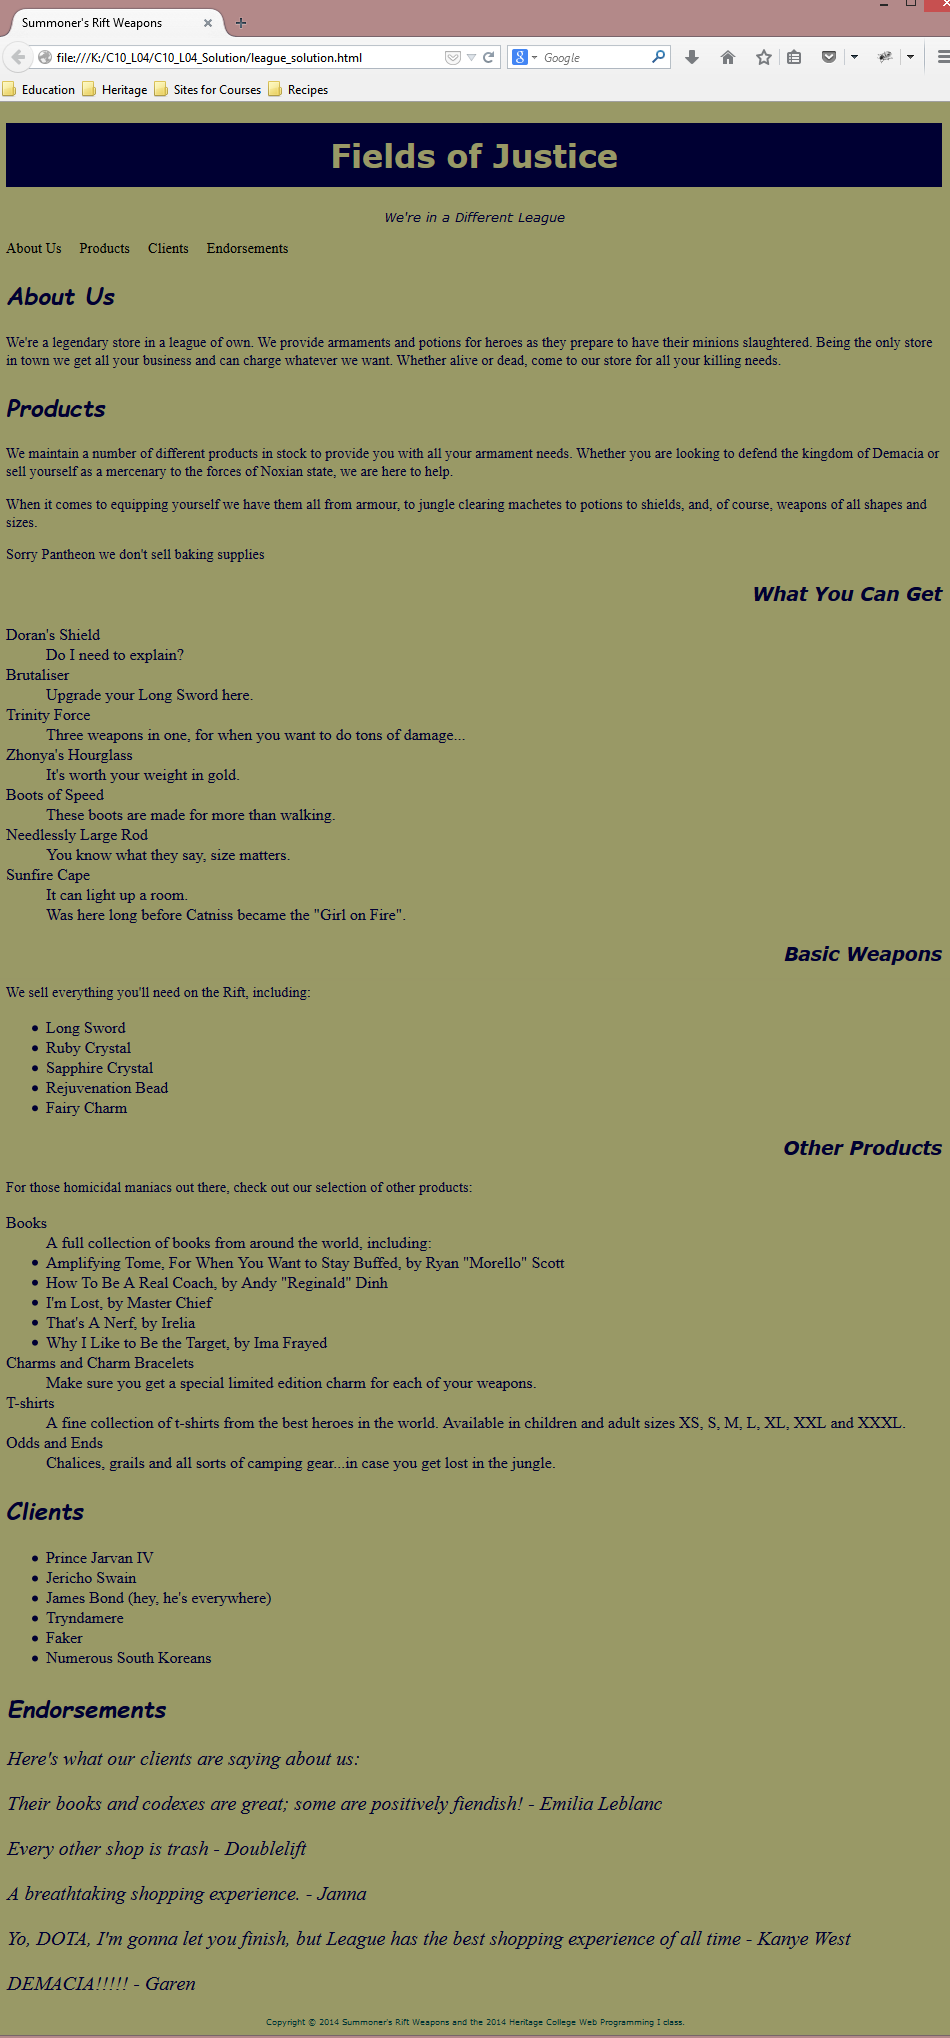 Summoner's Rift Weapons
file:///K:/C10_L04/C10_L04_Solution/league_solution.html
Google
Education Heritage Sites for Courses Recipes
Fields of Justice
We're in a Different League
About Us Products Clients Endorsements
About Us
We're a legendary store in a league of own. We provide armaments and potions for heroes as they prepare to have their minions slaughtered. Being the only store
in town we get all your business and can charge whatever we want. Whether alive or dead, come to our store for all your killing needs.
Products
We maintain a number of different products in stock to provide you with all your armament needs. Whether you are looking to defend the kingdom of Demacia or
sell yourself as a mercenary to the forces of Noxian state, we are here to help.
When it comes to equipping yourself we have them all from armour, to jungle clearing machetes to potions to shields, and, of course, weapons of all shapes and
sizes.
Sorry Pantheon we don't sell baking supplies
What You Can Get
Doran's Shield
Do I need to explain?
Brutaliser
Upgrade your Long Sword here.
Trinity Force
Three weapons in one, for when you want to do tons of damage...
Zhonya's Hourglass
It's worth your weight in gold.
Boots of Speed
These boots are made for more than walking.
Needlessly Large Rod
You know what they say, size matters.
Sunfire Cape
It can light up a room.
Was here long before Catniss became the "Girl on Fire".
Basic Weapons
We sell everything you'll need on the Rift, including:
• Long Sword
• Ruby Crystal
• Sapphire Crystal
• Rejuvenation Bead
• Fairy Charm
Other Products
For those homicidal maniacs out there, check out our selection of other products:
Books
A full collection of books from around the world, including:
• Amplifying Tome, For When You Want to Stay Buffed, by Ryan "Morello" Scott
• How To Be A Real Coach, by Andy "Reginald" Dinh
• I'm Lost, by Master Chief
• That's A Nerf, by Irelia
• Why I Like to Be the Target, by Ima Frayed
Charms and Charm Bracelets
Make sure you get a special limited edition charm for each of your weapons.
T-shirts
A fine collection of t-shirts from the best heroes in the world. Available in children and adult sizes XS, S, M, L, XL, XXL and XXXL.
Odds and Ends
Chalices, grails and all sorts of camping gear...in case you get lost in the jungle.
Clients
• Prince Jarvan IV
• Jericho Swain
• James Bond (hey, he's everywhere)
• Tryndamere
• Faker
• Numerous South Koreans
Endorsements
Here's what our clients are saying about us:
Their books and codexes are great; some are positively fiendish! - Emilia Leblanc
Every other shop is trash - Doublelift
A breathtaking shopping experience. - Janna
Yo, DOTA, I'm gonna let you finish, but League has the best shopping experience of all time - Kanye West
DEMACIA!!!!! - Garen
Copyright © 2014 Summoner's Rift Weapons and the 2014 Heritage College Web Programming I class.